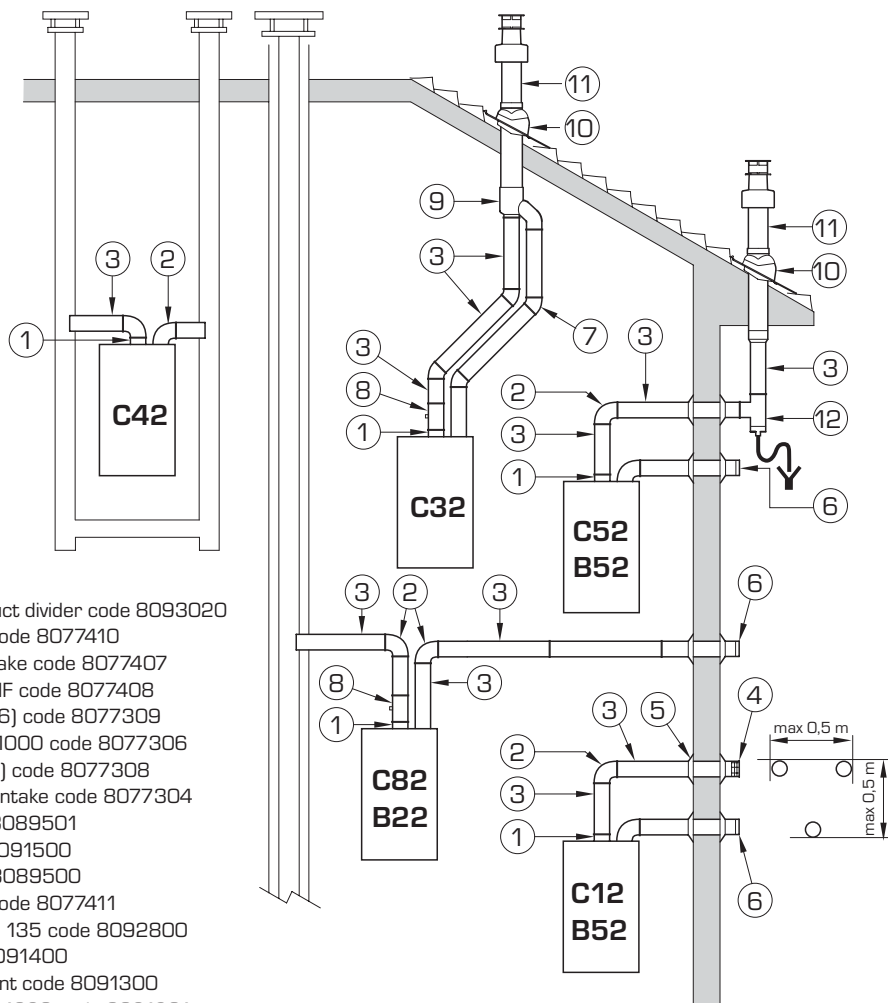 11
10
9
11
10
3
2
3
1
C42
3
7
3
8
1
C32
3
2
3
1
3
12
C52
B52
6
uct divider code 8093020
ode 8077410
ake code 8077407
MF code 8077408
6) code 8077309
1000 code 8077306
) code 8077308
ntake code 8077304
8089501
091500
8089500
ode 8077411
135 code 8092800
091400
nt code 8091300
3
2
3
6
8
3
1
C82
B22
3
5
4
max 0,5 m
2
3
1
max 0,5 m
C12
B52
6